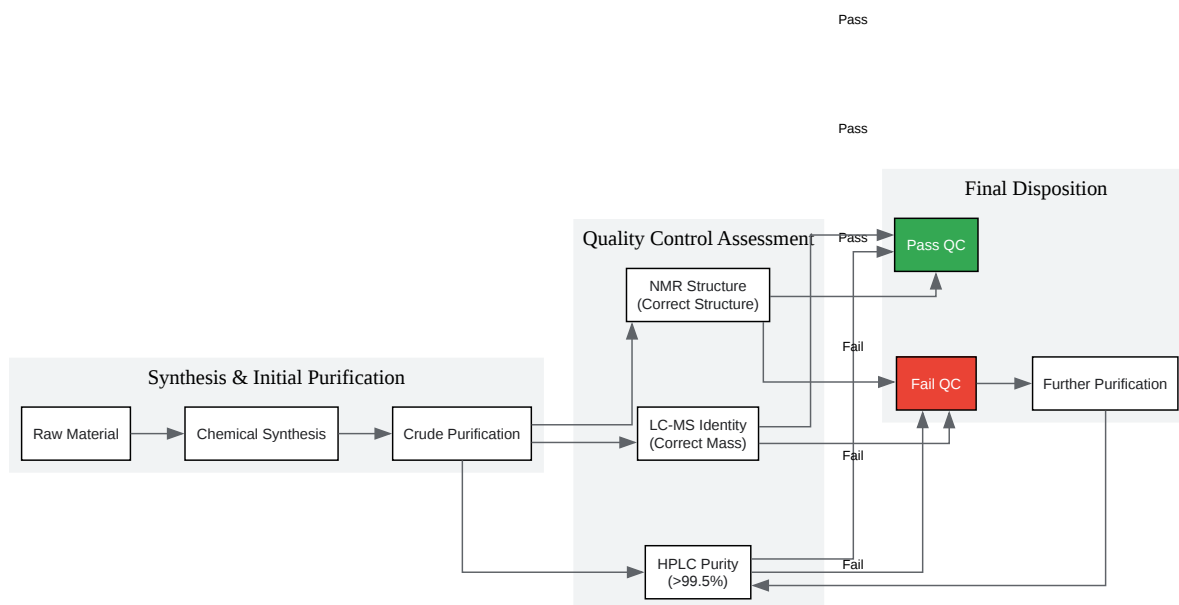 Pass
Pass
Final Disposition
Quality Control Assessment
Pass
Pass QC
NMR Structure
(Correct Structure)
Fail
Synthesis & Initial Purification
Fail QC
Further Purification
Raw Material
Chemical Synthesis
Crude Purification
LC-MS Identity
(Correct Mass)
Fail
HPLC Purity
(>99.5%)
Fail